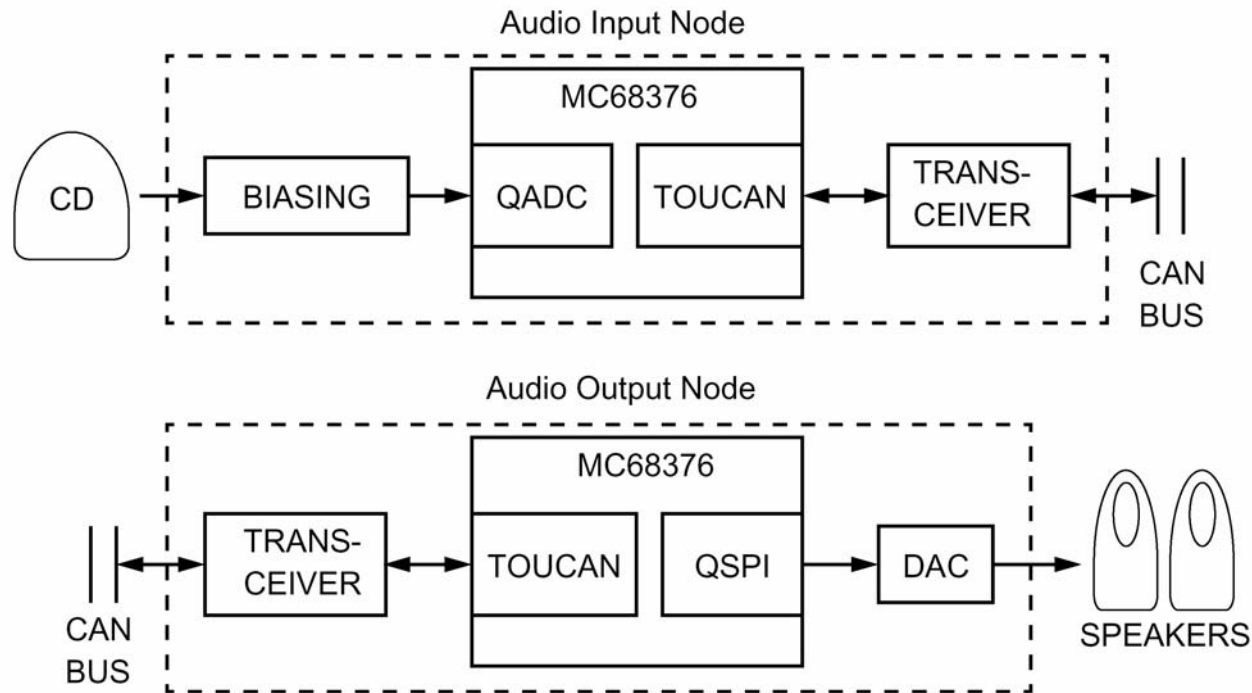 Audio Input Node
MC68376
CD
BIASING
QADC
TOUCAN
TRANS-
CEIVER
CAN
BUS
Audio Output Node
MC68376
CAN
BUS
TRANS-
CEIVER
TOUCAN
QSPI
DAC
SPEAKERS